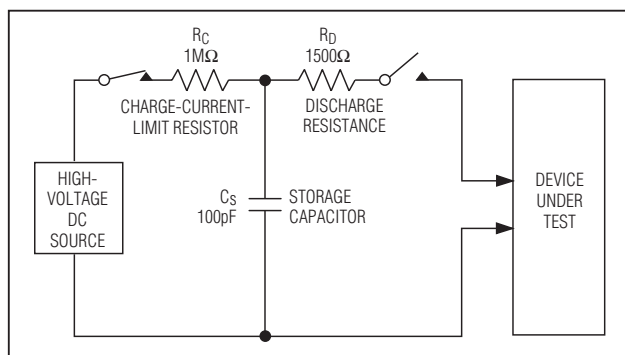 R_C
1MΩ
CHARGE-CURRENT-
LIMIT RESISTOR
R_D
1500Ω
DISCHARGE
RESISTANCE
HIGH-
VOLTAGE
DC
SOURCE
C_S
100pF
STORAGE
CAPACITOR
DEVICE
UNDER
TEST